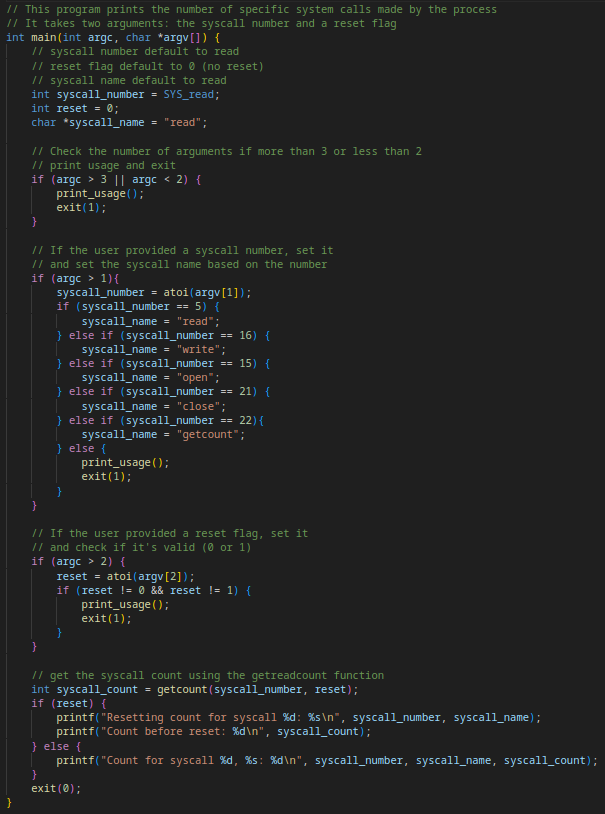 // This program prints the number of specific system calls made by the process
// It takes two arguments: the syscall number and a reset flag
int main(int argc, char *argv[]) {
    // syscall number default to read
    // reset flag default to 0 (no reset)
    // syscall name default to read
    int syscall_number = SYS_read;
    int reset = 0;
    char *syscall_name = "read";

    // Check the number of arguments if more than 3 or less than 2
    // print usage and exit
    if (argc > 3 || argc < 2) {
        print_usage();
        exit(1);
    }

    // If the user provided a syscall number, set it
    // and set the syscall name based on the number
    if (argc > 1){
        syscall_number = atoi(argv[1]);
        if (syscall_number == 5) {
            syscall_name = "read";
        } else if (syscall_number == 16) {
            syscall_name = "write";
        } else if (syscall_number == 15) {
            syscall_name = "open";
        } else if (syscall_number == 21) {
            syscall_name = "close";
        } else if (syscall_number == 22){
            syscall_name = "getcount";
        } else {
            print_usage();
            exit(1);
        }
    }

    // If the user provided a reset flag, set it
    // and check if it's valid (0 or 1)
    if (argc > 2) {
        reset = atoi(argv[2]);
        if (reset != 0 && reset != 1) {
            print_usage();
            exit(1);
        }
    }

    // get the syscall count using the getreadcount function
    int syscall_count = getcount(syscall_number, reset);
    if (reset) {
        printf("Resetting count for syscall %d: %s\n", syscall_number, syscall_name);
        printf("Count before reset: %d\n", syscall_count);
    } else {
        printf("Count for syscall %d, %s: %d\n", syscall_number, syscall_name, syscall_count);
    }
    exit(0);
}